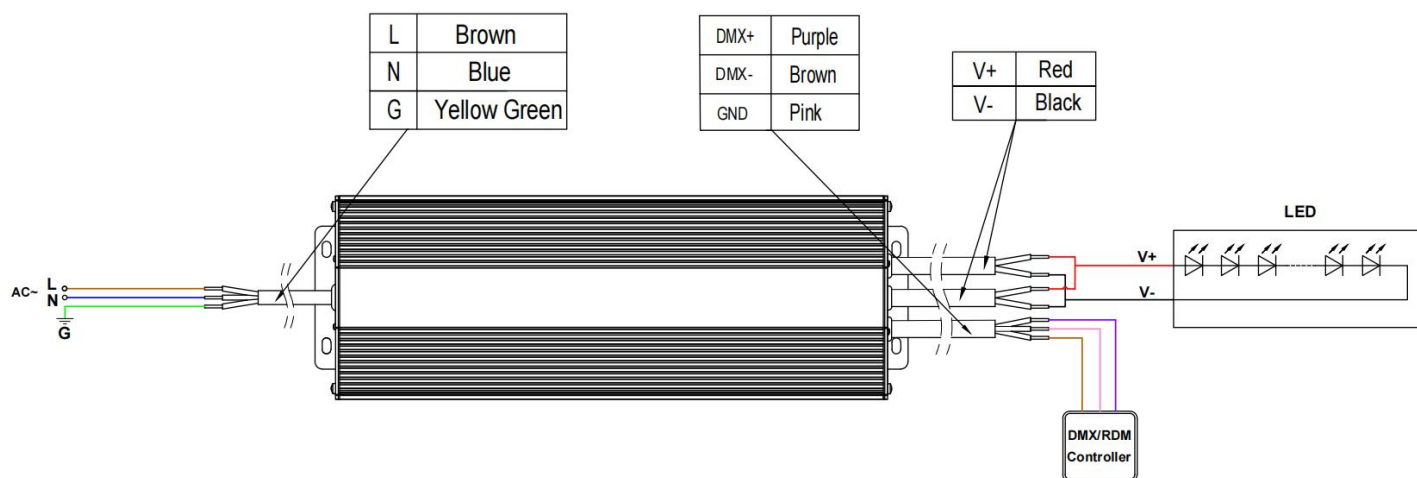 L Brown
N Blue
G Yellow Green
DMX+ Purple
DMX- Brown
GND Pink
V+ Red
V- Black
LED
V+
V-
AC~ L
N
G
DMX/RDM
Controller